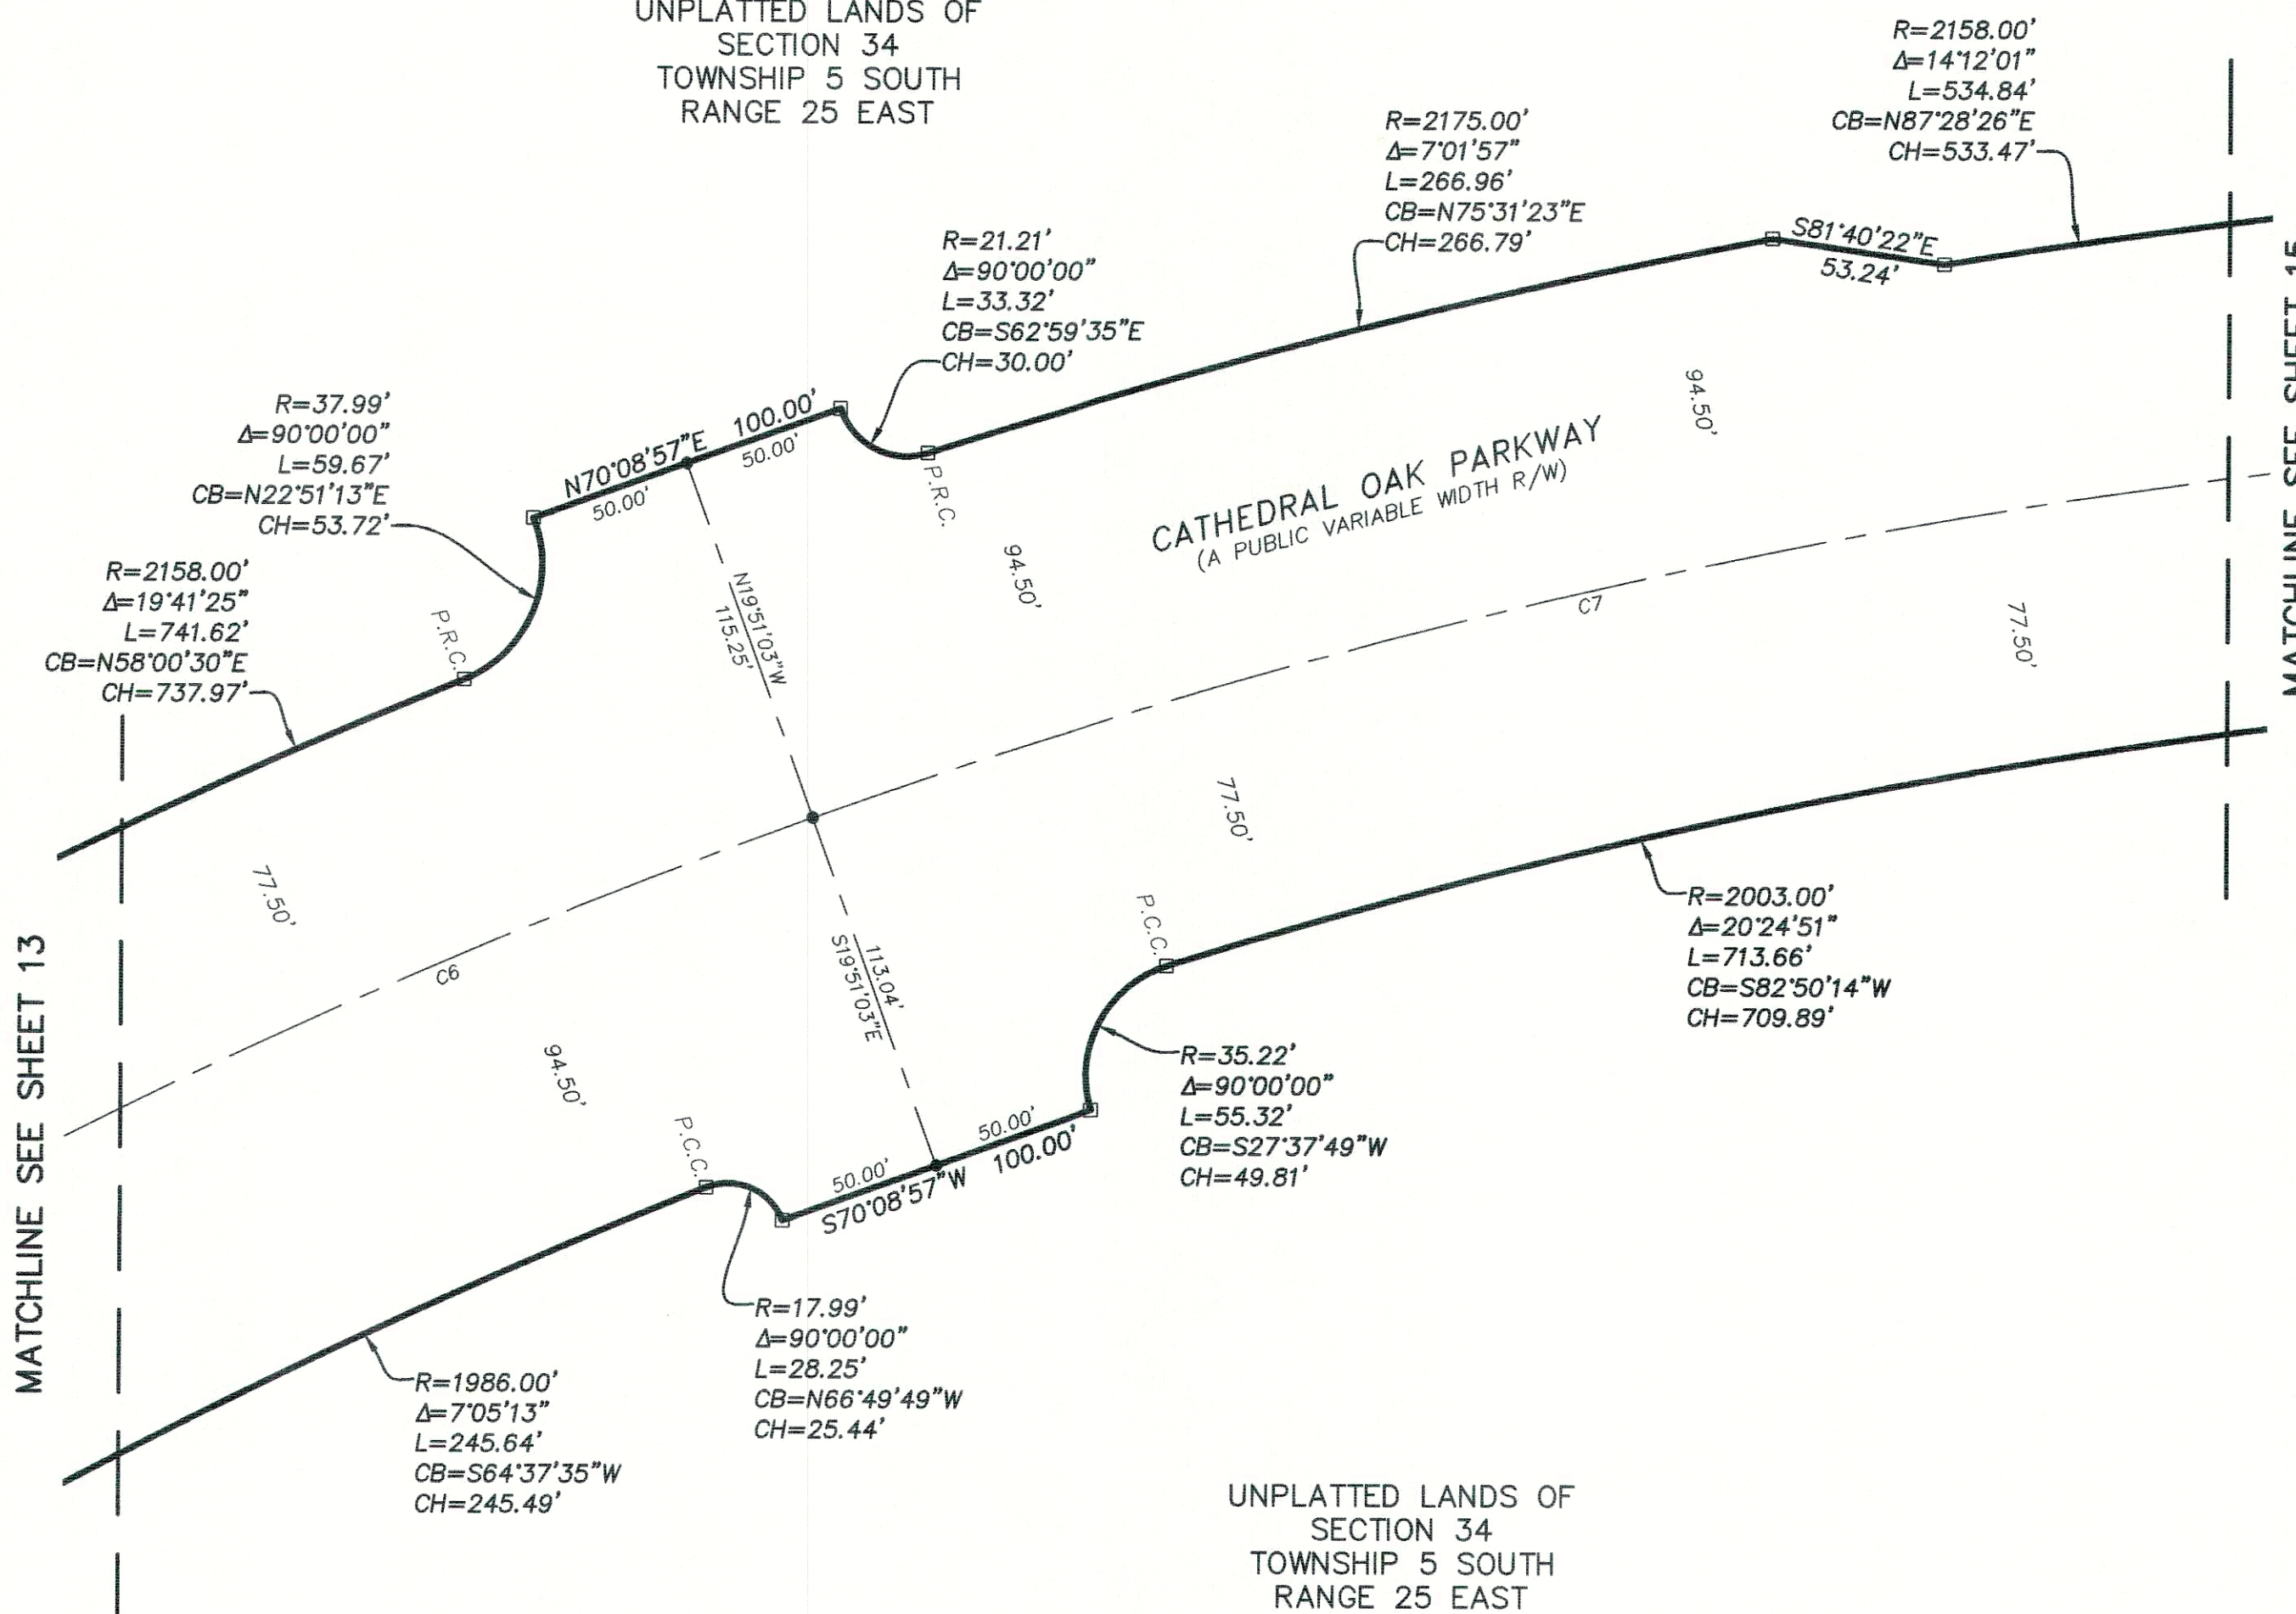 UNPLATTED LANDS OF
SECTION 34
TOWNSHIP 5 SOUTH
RANGE 25 EAST
R=2158.00'
Δ=14°12'01"
L=534.84'
CB=N87°28'26"E
CH=533.47'
R=2175.00'
Δ=7°01'57"
L=266.96'
CB=N75°31'23"E
CH=266.79'
S81°40'22"E
53.24'
R=21.21'
Δ=90°00'00"
L=33.32'
CB=S62°59'35"E
CH=30.00'
R=37.99'
Δ=90°00'00"
L=59.67'
CB=N22°51'13"E
CH=53.72'
N70°08'57"E 100.00'
50.00'
50.00'
P.R.C.
94.50'
94.50'
CATHEDRAL OAK PARKWAY
(A PUBLIC VARIABLE WIDTH R/W)
R=2158.00'
Δ=19°41'25"
L=741.62'
CB=N58°00'30"E
CH=737.97'
P.R.C.
N19°51'03"W
115.25'
C7
77.50'
MATCHLINE SEE SHEET 15
77.50'
77.50'
C6
113.04'
S19°51'03"E
P.C.C.
R=2003.00'
Δ=20°24'51"
L=713.66'
CB=S82°50'14"W
CH=709.89'
MATCHLINE SEE SHEET 13
94.50'
P.C.C.
50.00'
50.00'
S70°08'57"W 100.00'
R=35.22'
Δ=90°00'00"
L=55.32'
CB=S27°37'49"W
CH=49.81'
R=17.99'
Δ=90°00'00"
L=28.25'
CB=N66°49'49"W
CH=25.44'
R=1986.00'
Δ=7°05'13"
L=245.64'
CB=S64°37'35"W
CH=245.49'
UNPLATTED LANDS OF
SECTION 34
TOWNSHIP 5 SOUTH
RANGE 25 EAST